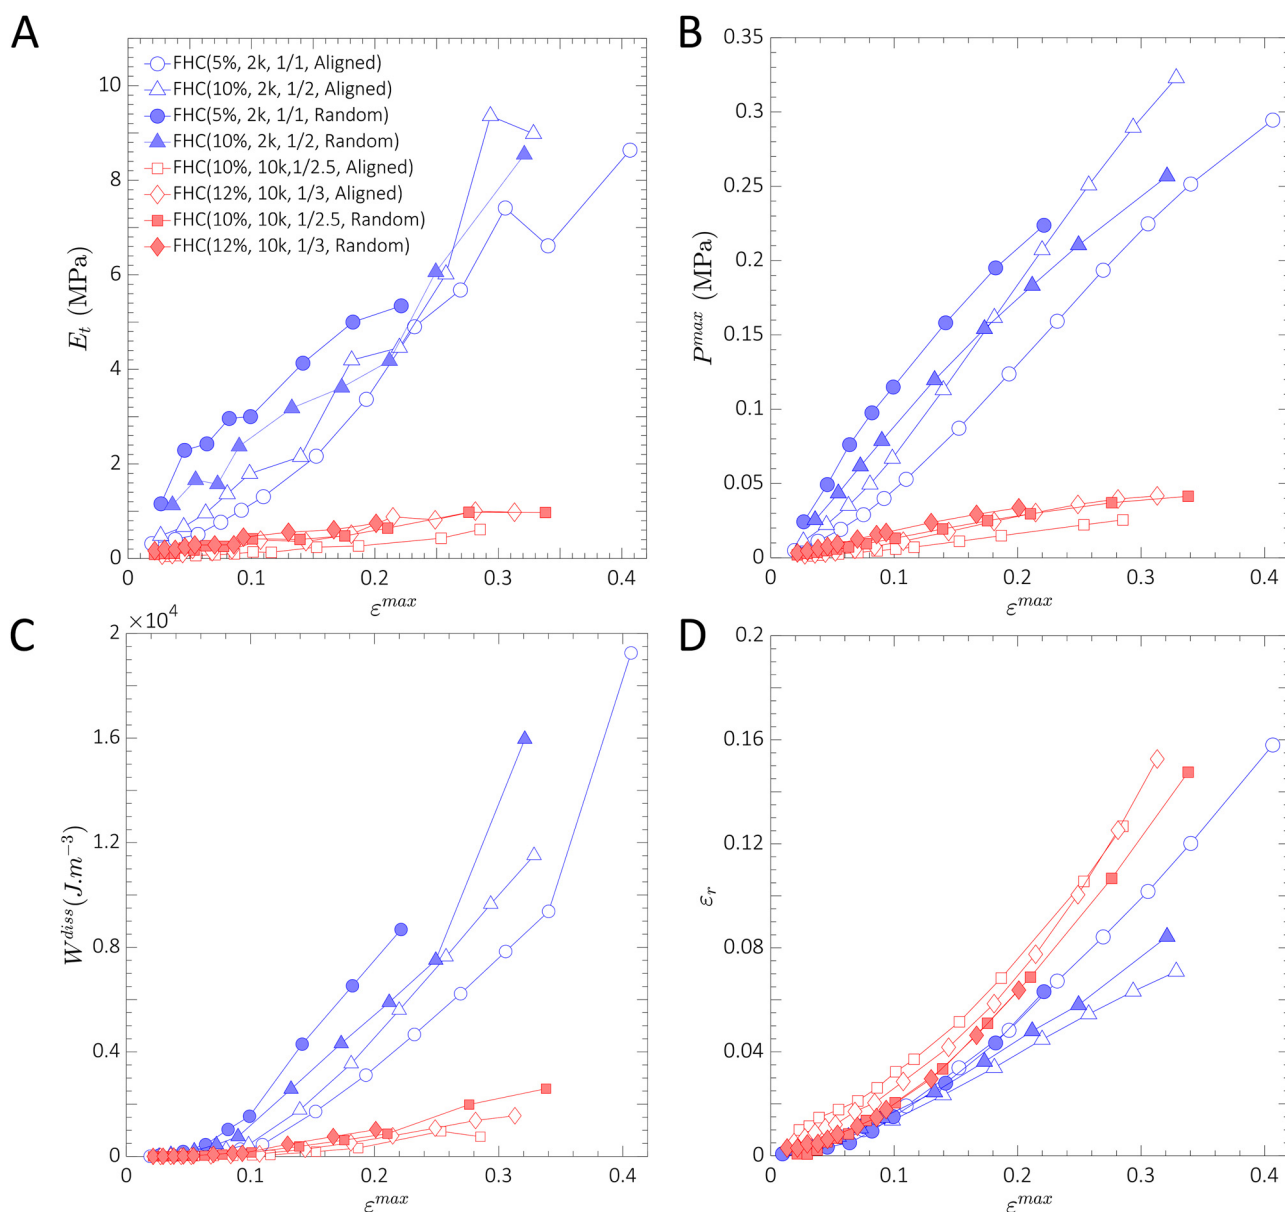 A
10
8
6
4
2
0
E_t (MPa)
FHC(5%, 2k, 1/1, Aligned)
FHC(10%, 2k, 1/2, Aligned)
FHC(5%, 2k, 1/1, Random)
FHC(10%, 2k, 1/2, Random)
FHC(10%, 10k,1/2.5, Aligned)
FHC(12%, 10k, 1/3, Aligned)
FHC(10%, 10k, 1/2.5, Random)
FHC(12%, 10k, 1/3, Random)
0 0.1 0.2 0.3 0.4
ε^max
B
0.35
0.3
0.25
0.2
0.15
0.1
0.05
0
P^max (MPa)
0 0.1 0.2 0.3 0.4
ε^max
C
×10^4
2
1.6
1.2
0.8
0.4
0
W^diss(J.m^−3)
0 0.1 0.2 0.3 0.4
ε^max
D
0.2
0.16
0.12
0.08
0.04
0
ε_r
0 0.1 0.2 0.3 0.4
ε^max